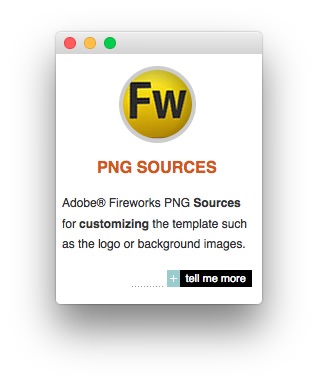 Fw
PNG SOURCES
Adobe® Fireworks PNG Sources
for customizing the template such
as the logo or background images.
+ tell me more